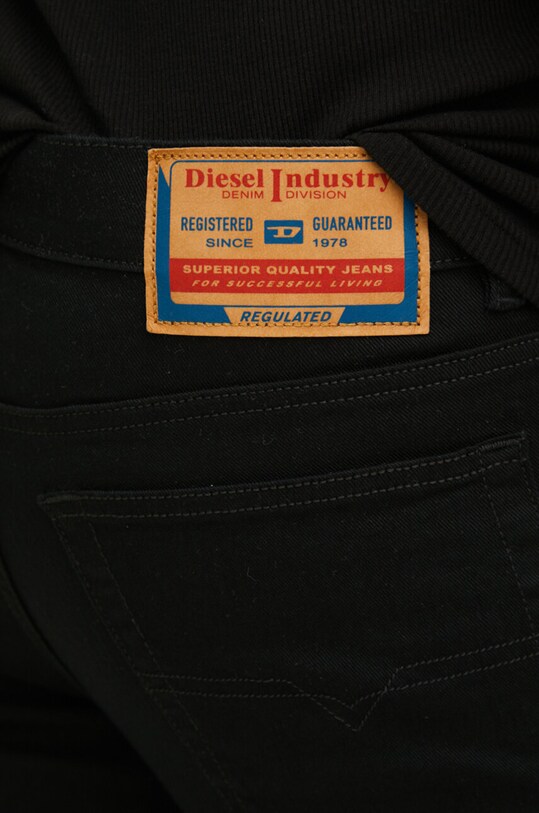 Diesel Industry
DENIM DIVISION
REGISTERED D GUARANTEED
SINCE 1978
SUPERIOR QUALITY JEANS
FOR SUCCESSFUL LIVING
REGULATED